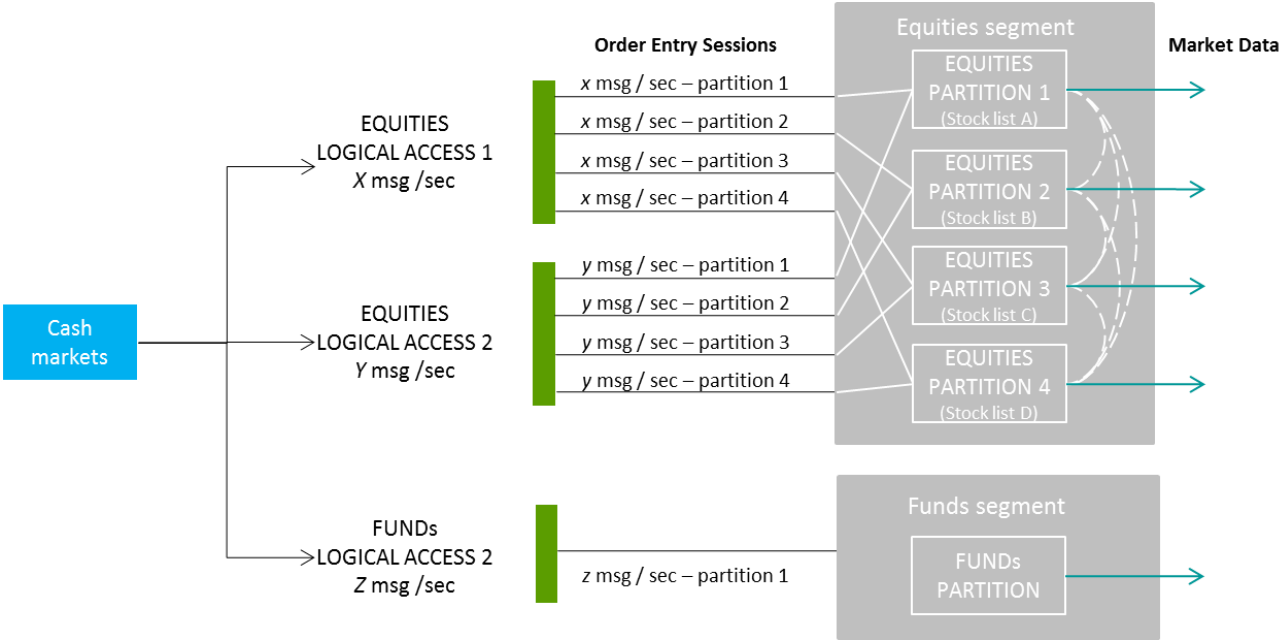 Order Entry Sessions
Equities segment
Market Data
Cash
markets
EQUITIES
LOGICAL ACCESS 1
X msg /sec
x msg / sec – partition 1
x msg / sec – partition 2
x msg / sec – partition 3
x msg / sec – partition 4
EQUITIES
LOGICAL ACCESS 2
Y msg /sec
y msg / sec – partition 1
y msg / sec – partition 2
y msg / sec – partition 3
y msg / sec – partition 4
EQUITIES
PARTITION 1
(Stock list A)
EQUITIES
PARTITION 2
(Stock list B)
EQUITIES
PARTITION 3
(Stock list C)
EQUITIES
PARTITION 4
(Stock list D)
FUNDs
LOGICAL ACCESS 2
Z msg /sec
z msg / sec – partition 1
Funds segment
FUNDs
PARTITION